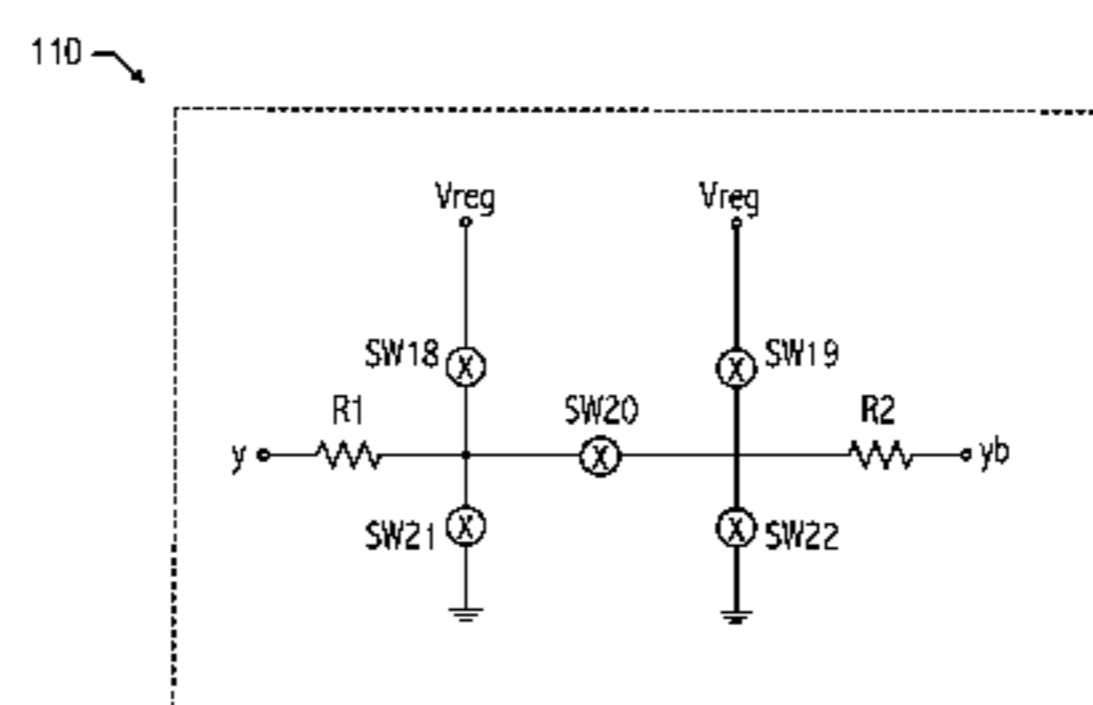 110
Vreg Vreg
SW18 X X SW19
R1 SW20 R2
y X yb
SW21 X X SW22